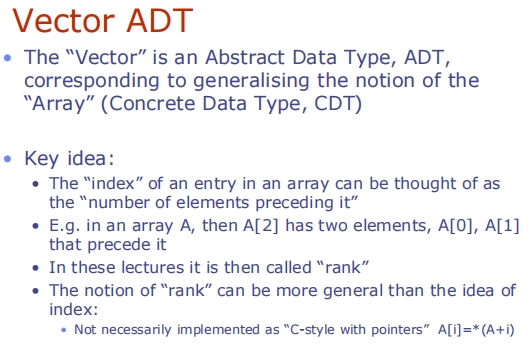 Vector ADT
• The “Vector” is an Abstract Data Type, ADT,
corresponding to generalising the notion of the
“Array” (Concrete Data Type, CDT)
• Key idea:
• The “index” of an entry in an array can be thought of as
the “number of elements preceding it”
• E.g. in an array A, then A[2] has two elements, A[0], A[1]
that precede it
• In these lectures it is then called “rank”
• The notion of “rank” can be more general than the idea of
index:
• Not necessarily implemented as “C-style with pointers” A[i]=*(A+i)